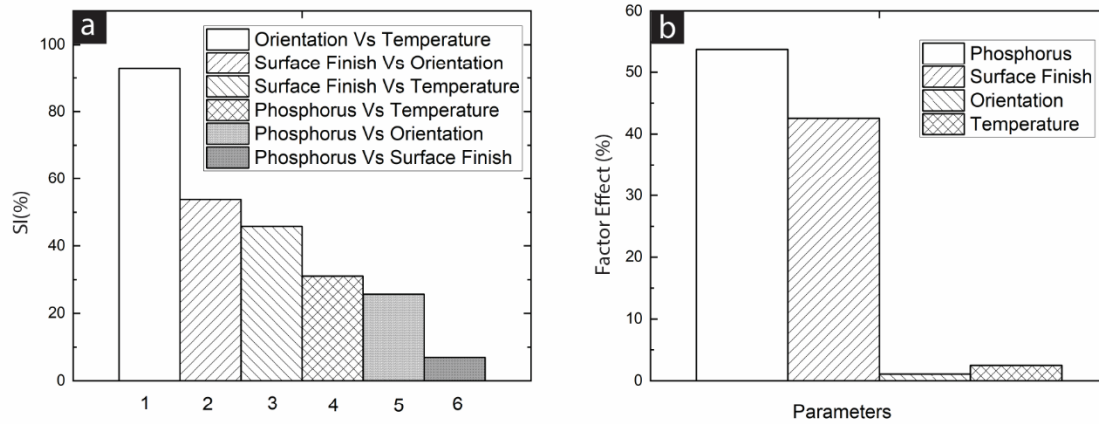 a
100
80
60
40
20
0
SI(%)
Orientation Vs Temperature
Surface Finish Vs Orientation
Surface Finish Vs Temperature
Phosphorus Vs Temperature
Phosphorus Vs Orientation
Phosphorus Vs Surface Finish
1 2 3 4 5 6
b
60
50
40
30
20
10
0
Factor Effect (%)
Phosphorus
Surface Finish
Orientation
Temperature
Parameters